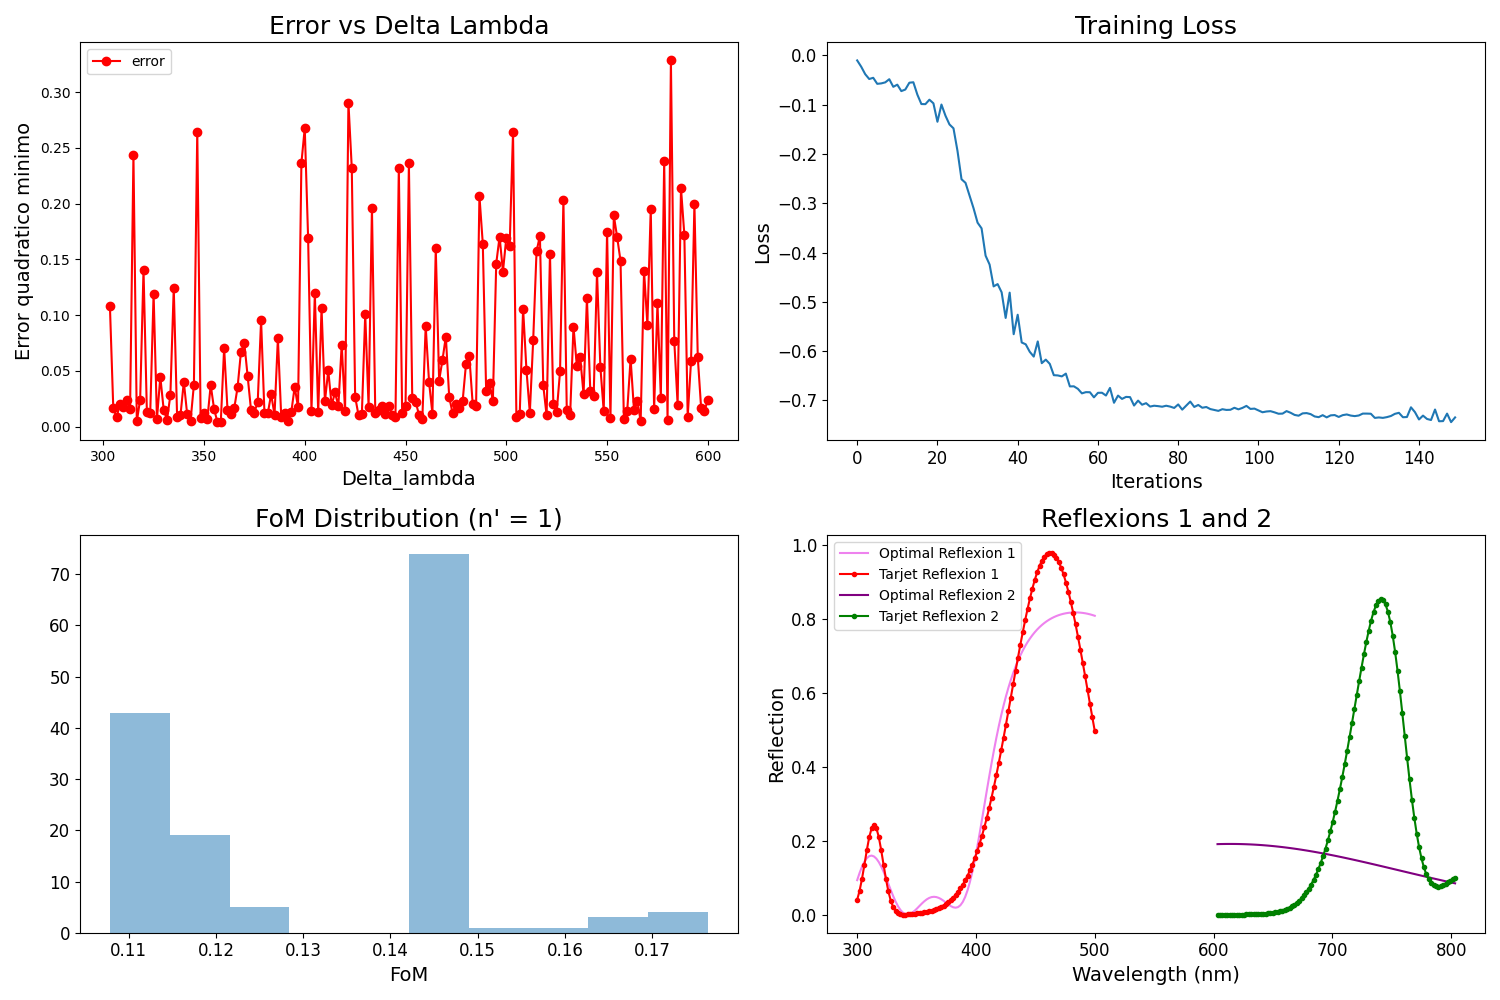 Error vs Delta Lambda
error
Error quadratico minimo
0.30
0.25
0.20
0.15
0.10
0.05
0.00
300 350 400 450 500 550 600
Delta_lambda
Training Loss
Loss
0.0
−0.1
−0.2
−0.3
−0.4
−0.5
−0.6
−0.7
0 20 40 60 80 100 120 140
Iterations
FoM Distribution (n' = 1)
70
60
50
40
30
20
10
0
0.11 0.12 0.13 0.14 0.15 0.16 0.17
FoM
Reflexions 1 and 2
Optimal Reflexion 1
Tarjet Reflexion 1
Optimal Reflexion 2
Tarjet Reflexion 2
Reflection
1.0
0.8
0.6
0.4
0.2
0.0
300 400 500 600 700 800
Wavelength (nm)